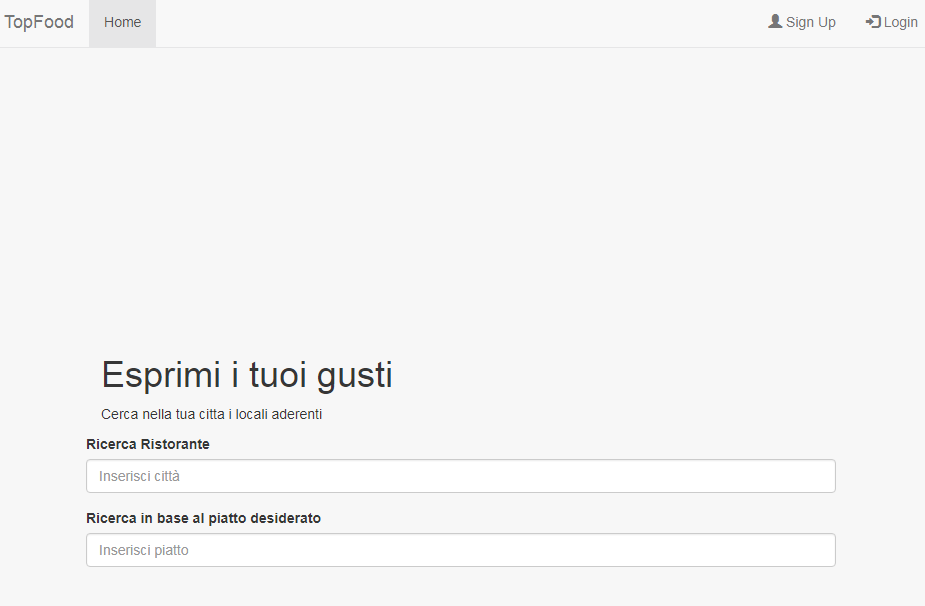 TopFood Home Sign Up Login
Esprimi i tuoi gusti
Cerca nella tua citta i locali aderenti
Ricerca Ristorante
Inserisci città
Ricerca in base al piatto desiderato
Inserisci piatto